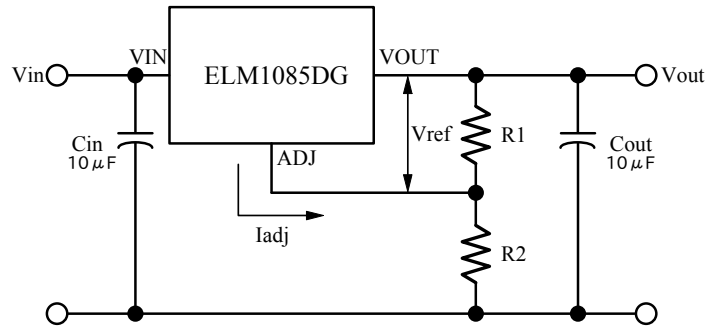 VIN
ELM1085DG
VOUT
Vin
Vout
Cin
10μF
ADJ
Vref
R1
Cout
10μF
Iadj
R2